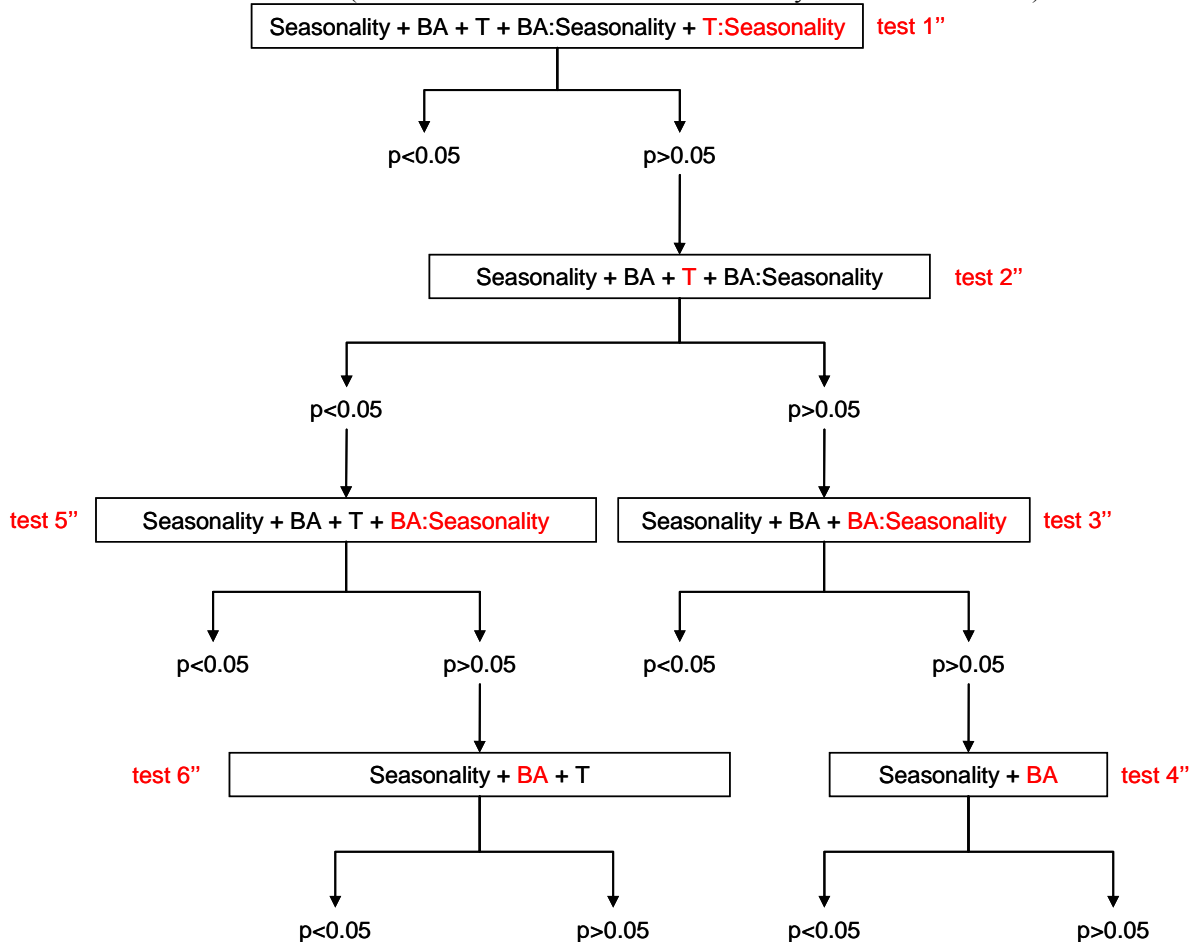 Seasonality + BA + T + BA:Seasonality + T:Seasonality test 1’’
p<0.05 p>0.05
Seasonality + BA + T + BA:Seasonality test 2’’
p<0.05 p>0.05
test 5’’ Seasonality + BA + T + BA:Seasonality Seasonality + BA + BA:Seasonality test 3’’
p<0.05 p>0.05 p<0.05 p>0.05
test 6’’ Seasonality + BA + T Seasonality + BA test 4’’
p<0.05 p>0.05 p<0.05 p>0.05